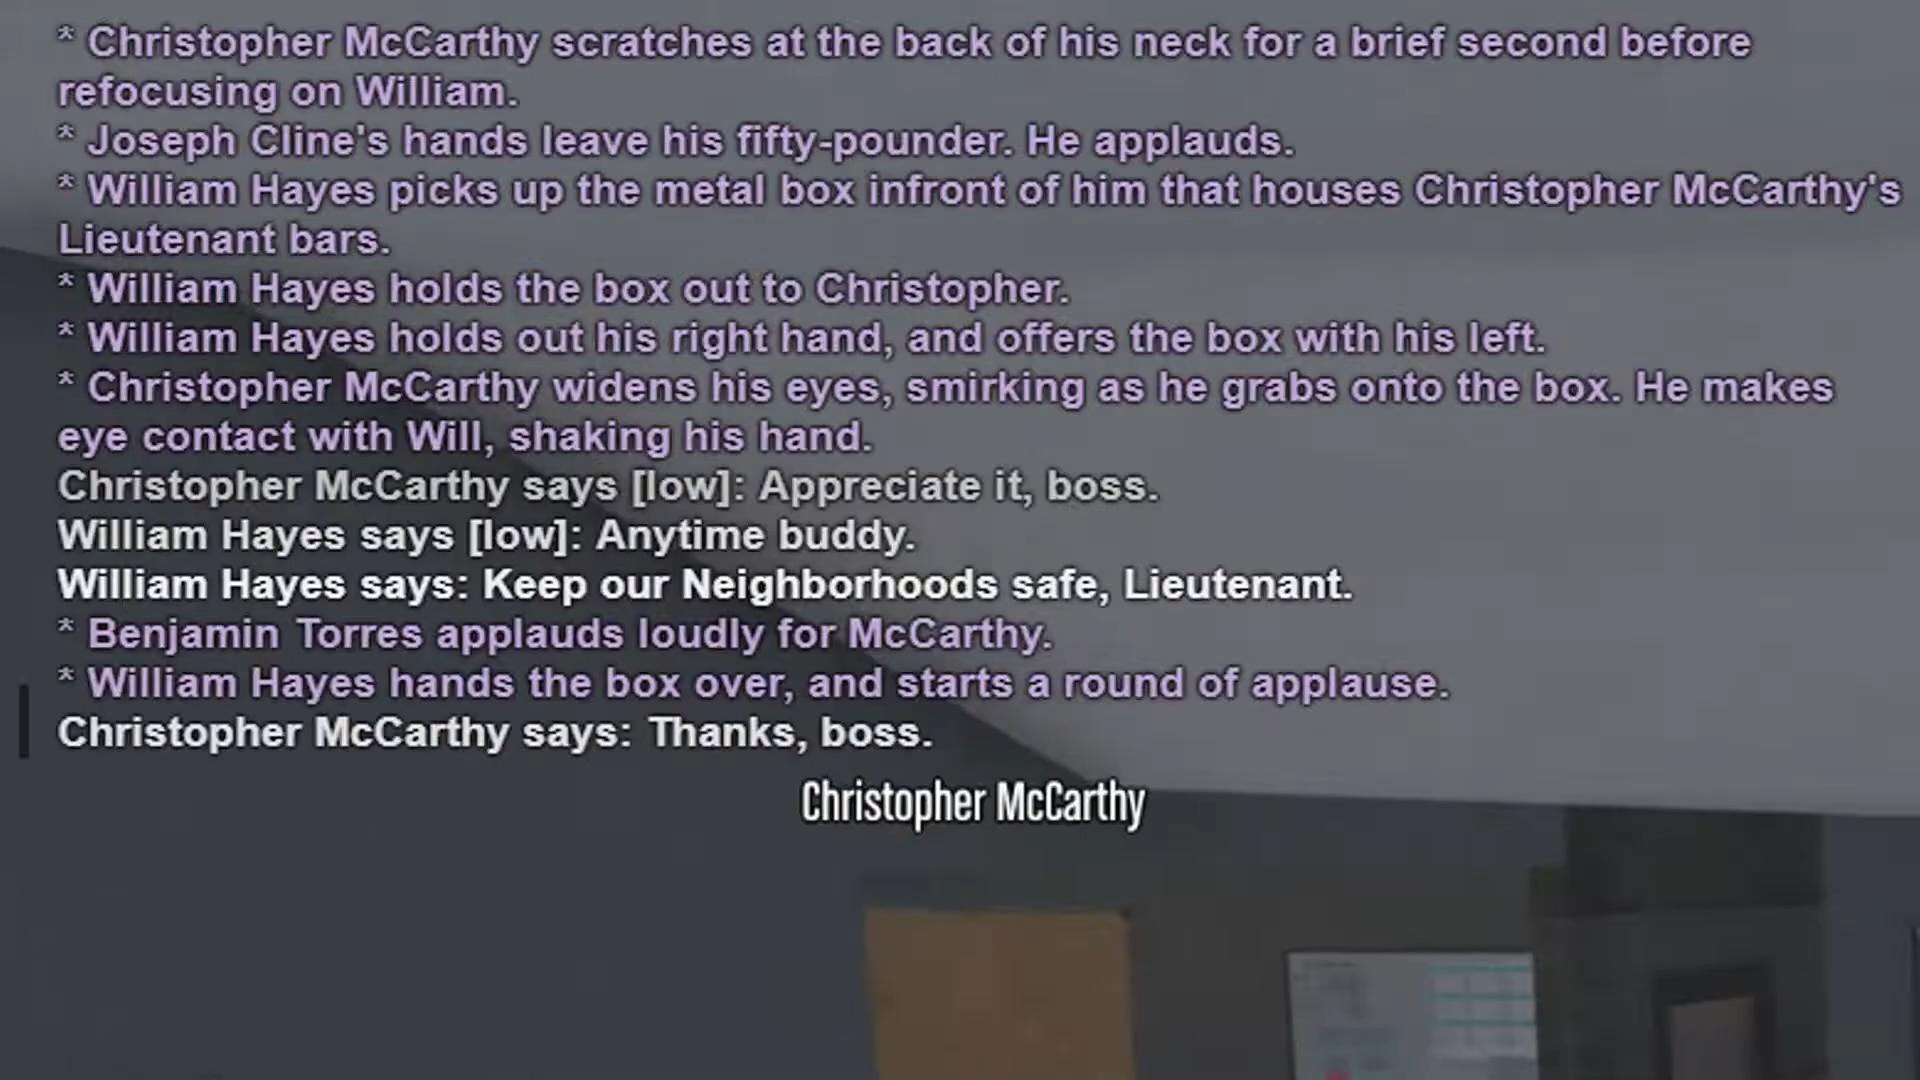 * Christopher McCarthy scratches at the back of his neck for a brief second before
refocusing on William.
* Joseph Cline's hands leave his fifty-pounder. He applauds.
* William Hayes picks up the metal box infront of him that houses Christopher McCarthy's
Lieutenant bars.
* William Hayes holds the box out to Christopher.
* William Hayes holds out his right hand, and offers the box with his left.
* Christopher McCarthy widens his eyes, smirking as he grabs onto the box. He makes
eye contact with Will, shaking his hand.
Christopher McCarthy says [low]: Appreciate it, boss.
William Hayes says [low]: Anytime buddy.
William Hayes says: Keep our Neighborhoods safe, Lieutenant.
* Benjamin Torres applauds loudly for McCarthy.
* William Hayes hands the box over, and starts a round of applause.
Christopher McCarthy says: Thanks, boss.
Christopher McCarthy